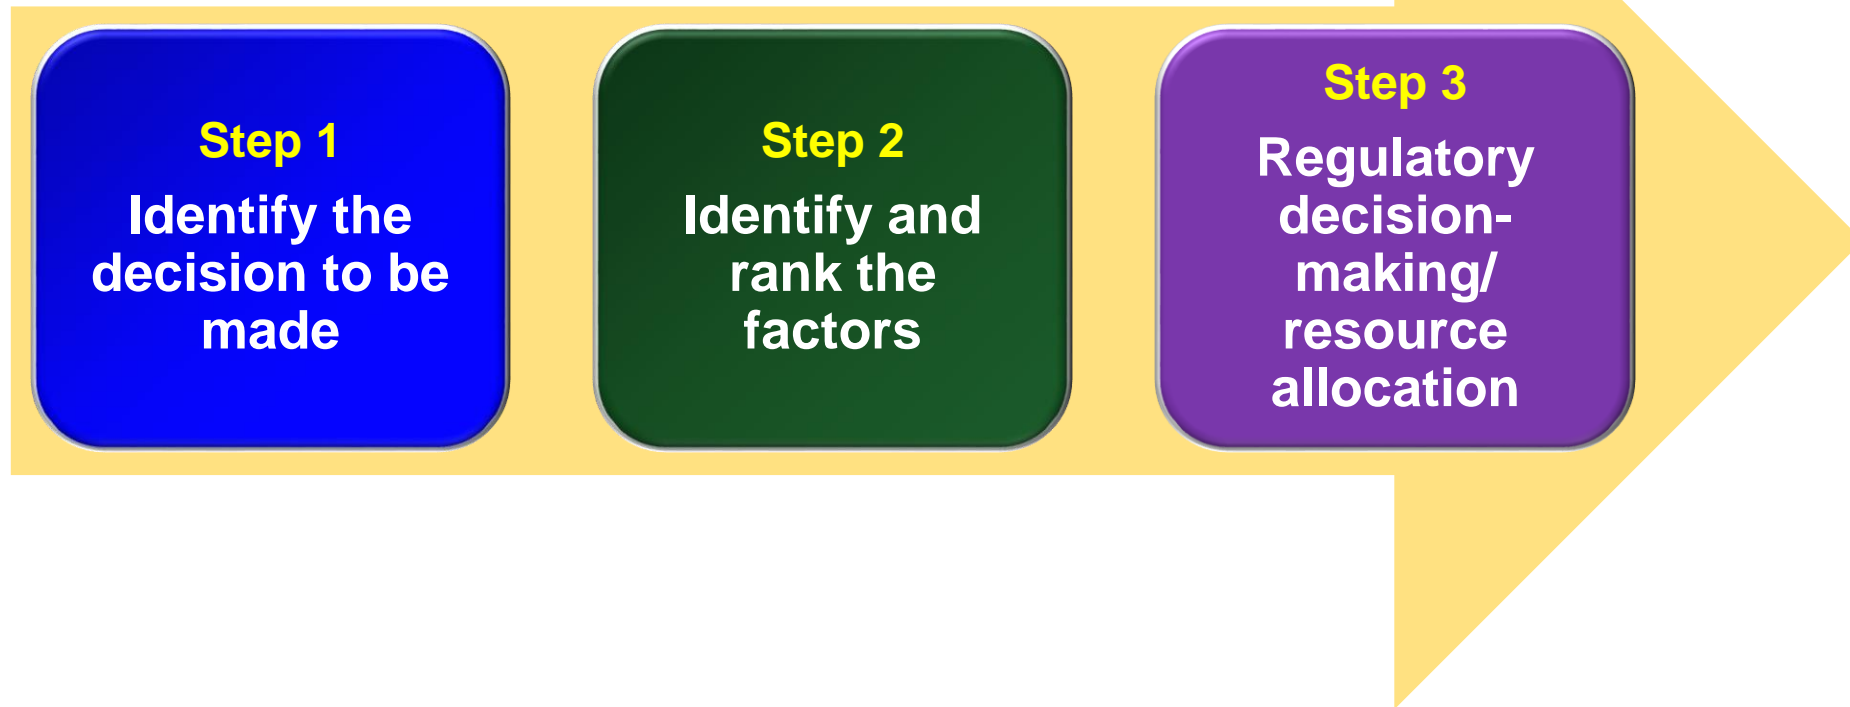 Step 1
Identify the
decision to be
made
Step 2
Identify and
rank the
factors
Step 3
Regulatory
decision-
making/
resource
allocation